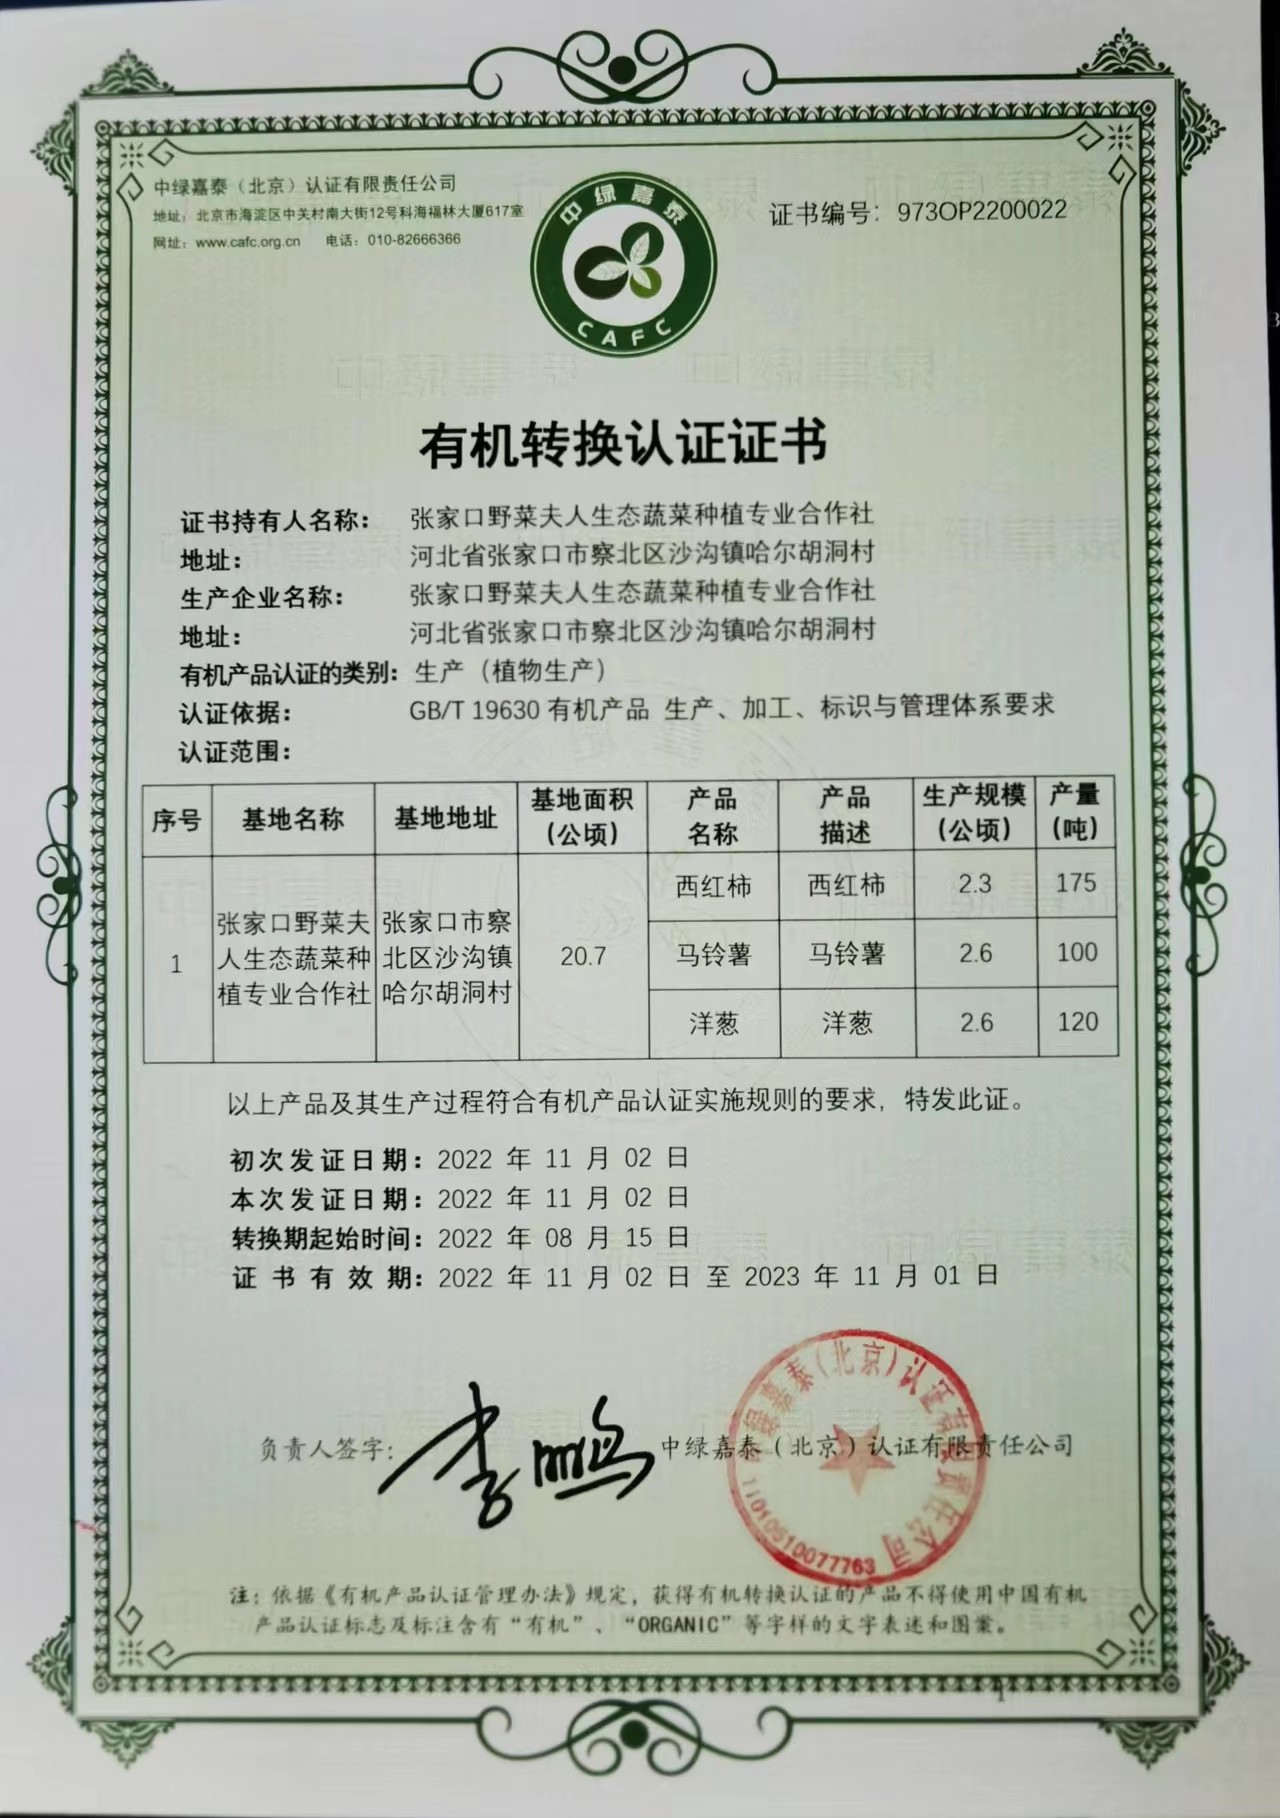 中绿嘉泰（北京）认证有限责任公司
地址：北京市海淀区中关村南大街12号科海福林大厦617室
网址：www.cafc.org.cn 电话：010-82666366
中绿嘉泰
CAFC
证书编号：973OP2200022
有机转换认证证书
证书持有人名称： 张家口野菜夫人生态蔬菜种植专业合作社
地址： 河北省张家口市察北区沙沟镇哈尔胡洞村
生产企业名称： 张家口野菜夫人生态蔬菜种植专业合作社
地址： 河北省张家口市察北区沙沟镇哈尔胡洞村
有机产品认证的类别：生产（植物生产）
认证依据： GB/T 19630 有机产品 生产、加工、标识与管理体系要求
认证范围：
序号 基地名称 基地地址 基地面积（公顷） 产品名称 产品描述 生产规模（公顷） 产量（吨）
1 张家口野菜夫人生态蔬菜种植专业合作社 张家口市察北区沙沟镇哈尔胡洞村 20.7 西红柿 西红柿 2.3 175
马铃薯 马铃薯 2.6 100
洋葱 洋葱 2.6 120
以上产品及其生产过程符合有机产品认证实施规则的要求，特发此证。
初次发证日期：2022 年 11 月 02 日
本次发证日期：2022 年 11 月 02 日
转换期起始时间：2022 年 08 月 15 日
证书有效期：2022 年 11 月 02 日 至 2023 年 11 月 01 日
负责人签字： 李鹏 中绿嘉泰（北京）认证有限责任公司
中绿嘉泰（北京）认证有限责任公司
1101051007763
注：依据《有机产品认证管理办法》规定，获得有机转换认证的产品不得使用中国有机
产品认证标志及标注含有“有机”、“ORGANIC”等字样的文字表述和图案。